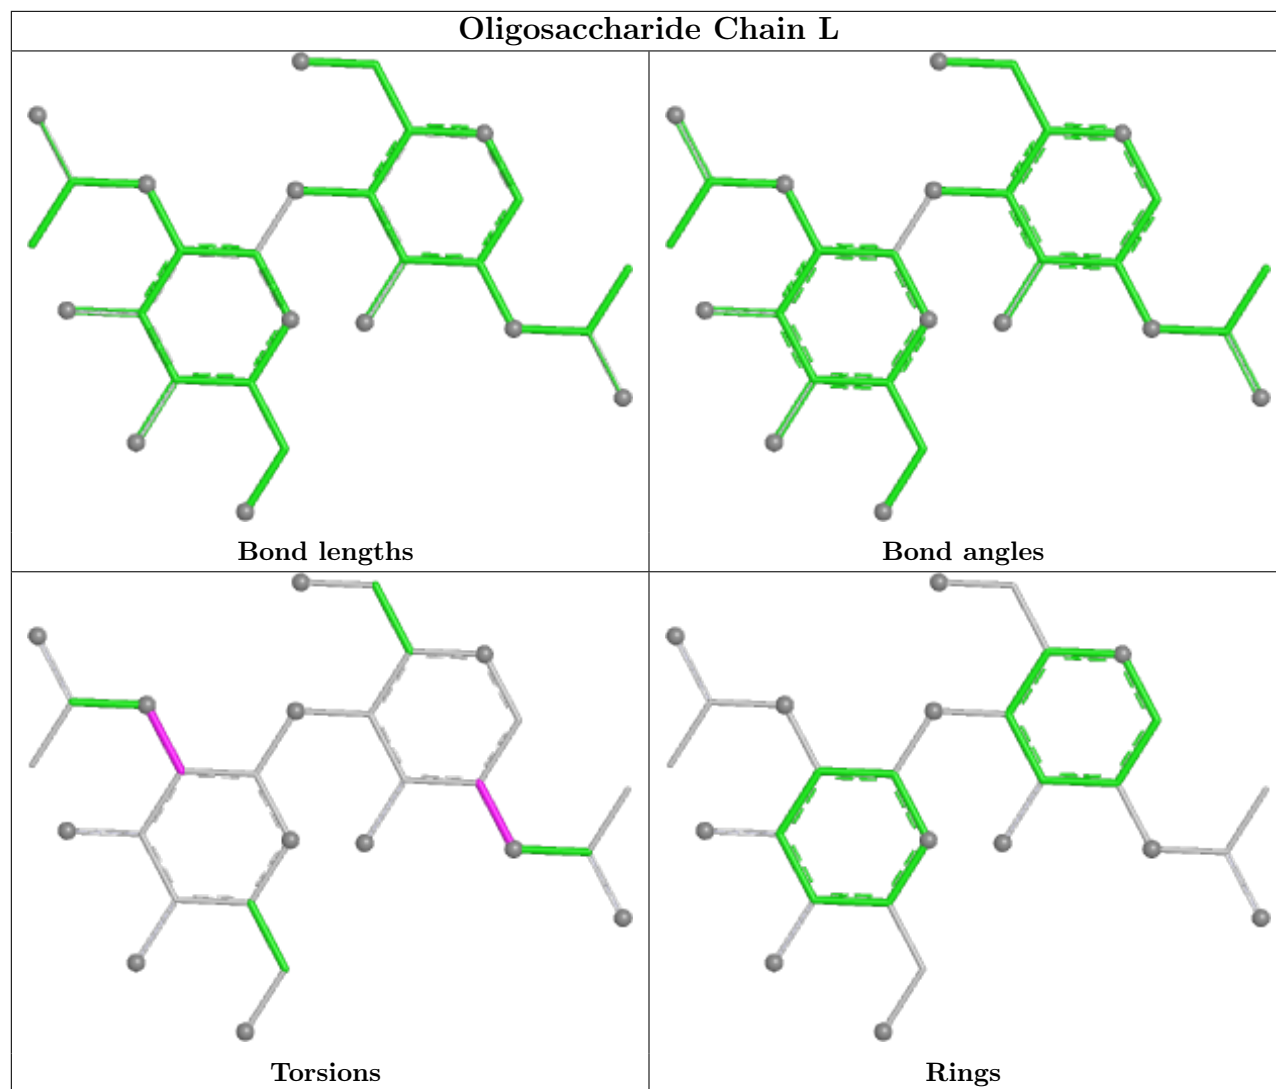 Oligosaccharide Chain L
Bond lengths
Bond angles
Torsions
Rings